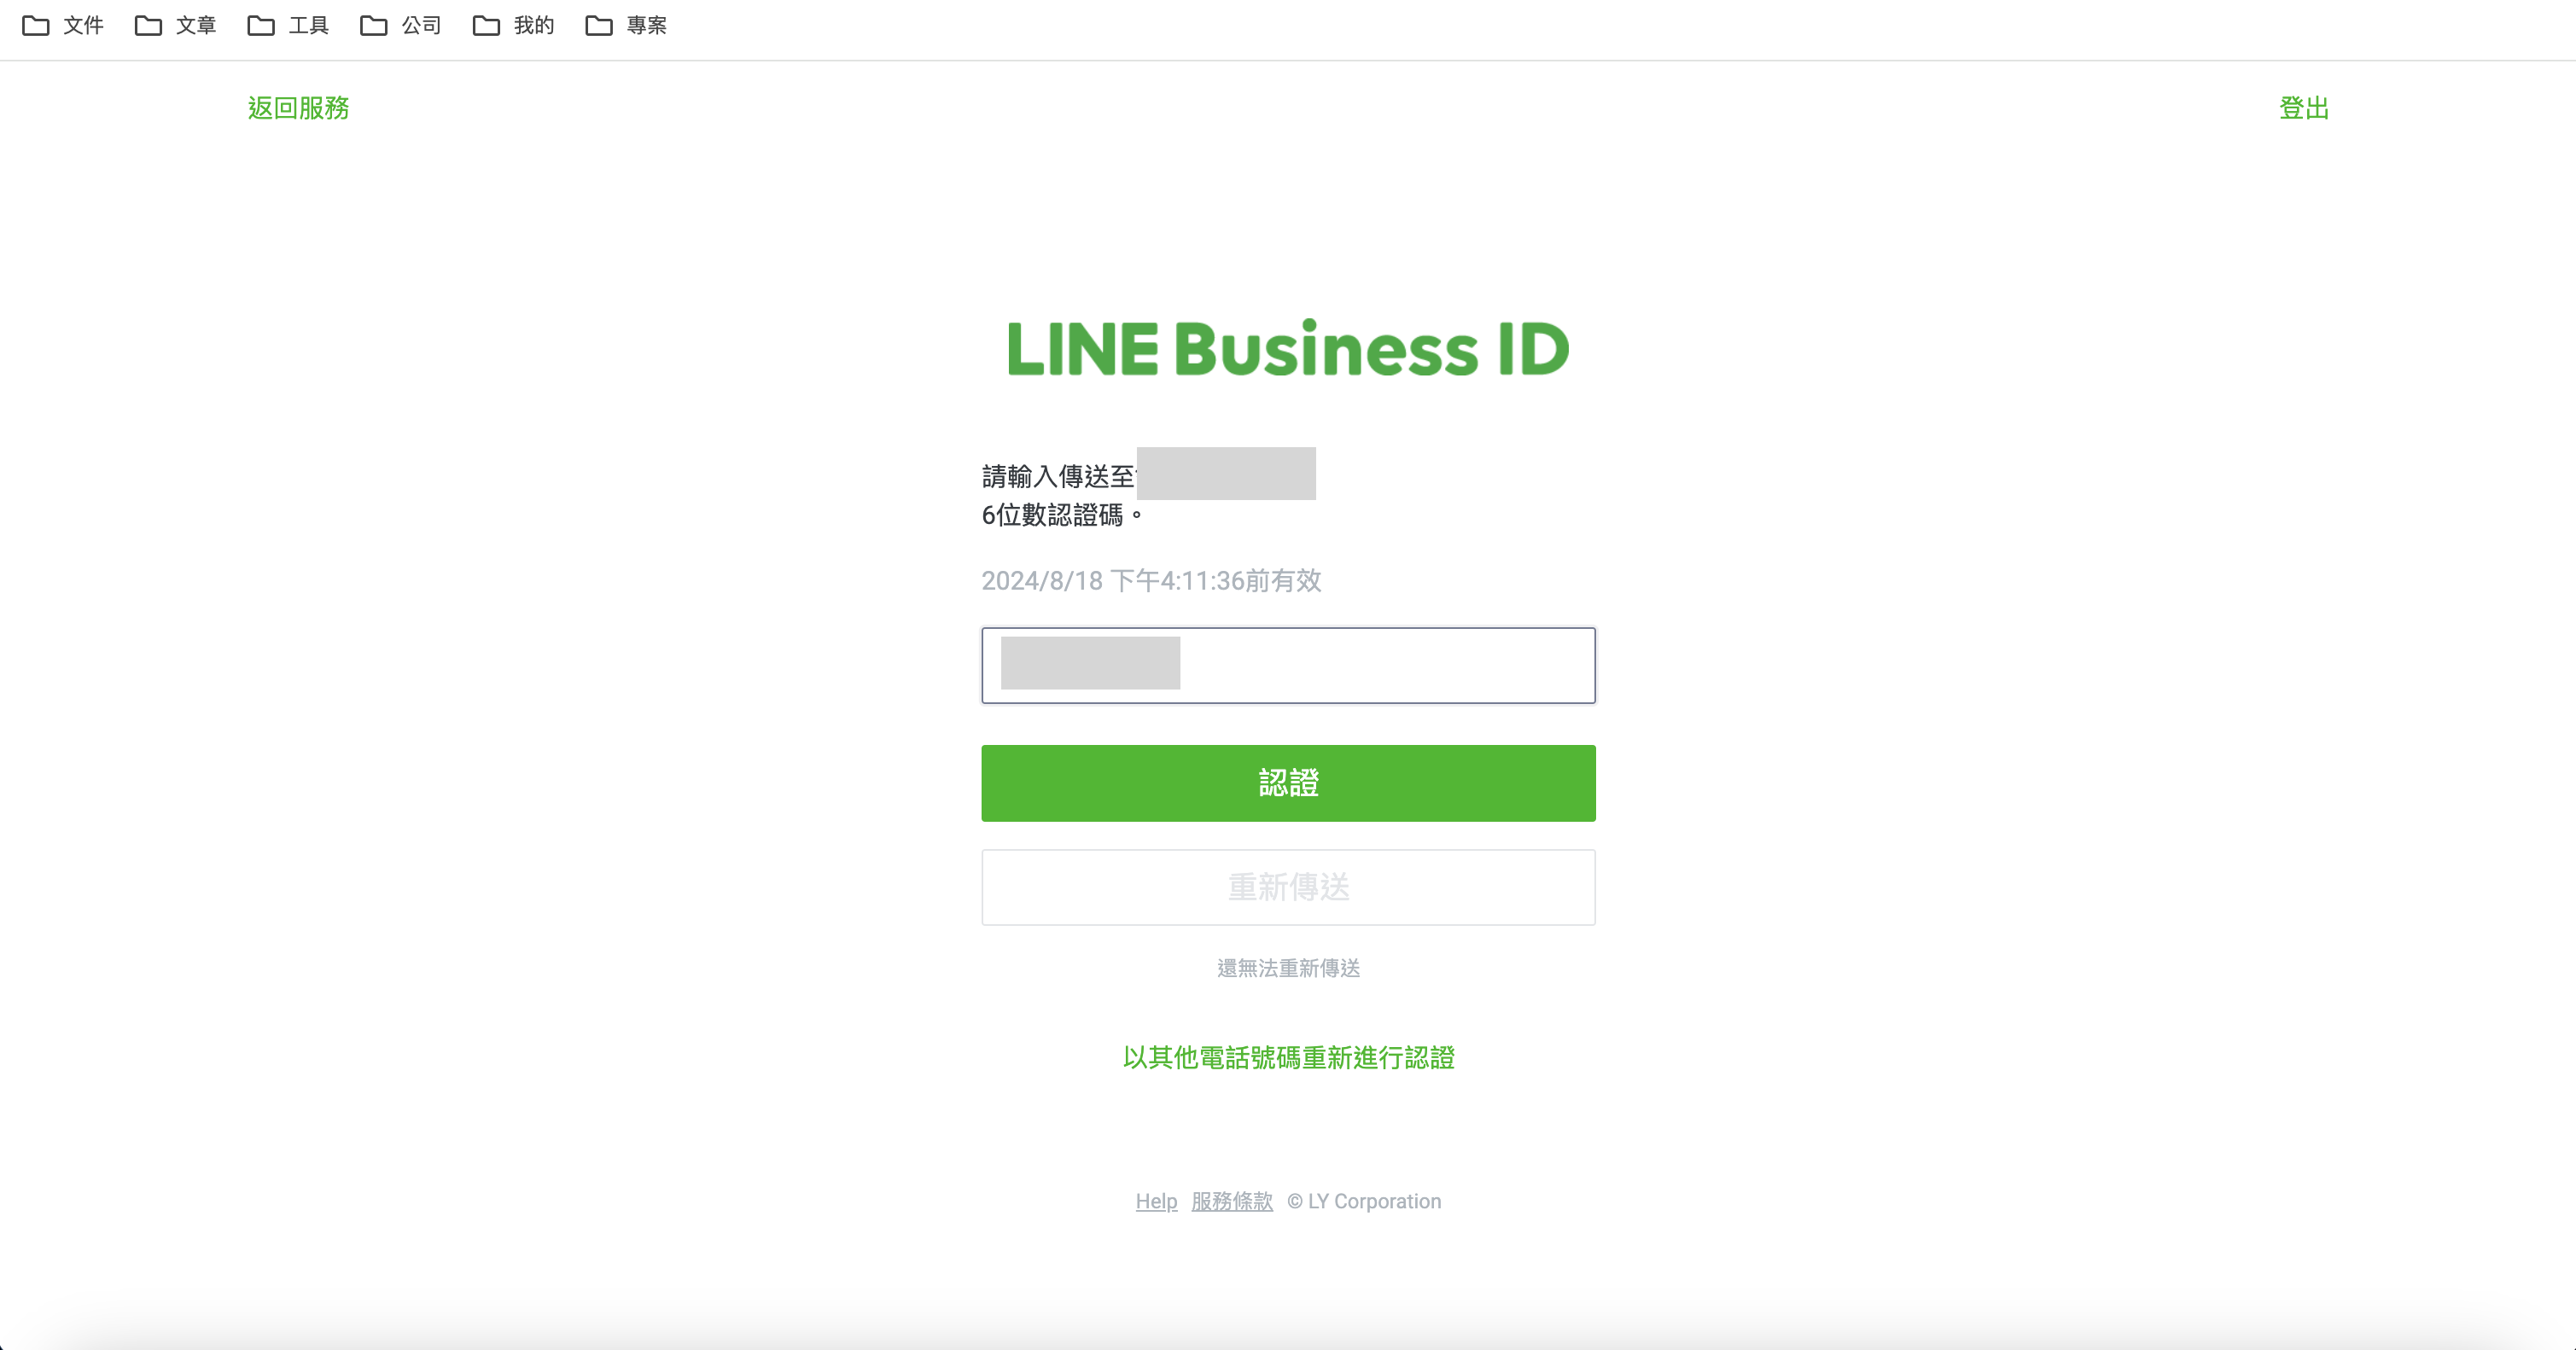 文件 文章 工具 公司 我的 專案
返回服務 登出
LINE Business ID
請輸入傳送至
6位數認證碼。
2024/8/18 下午4:11:36前有效
認證
重新傳送
還無法重新傳送
以其他電話號碼重新進行認證
Help 服務條款 © LY Corporation